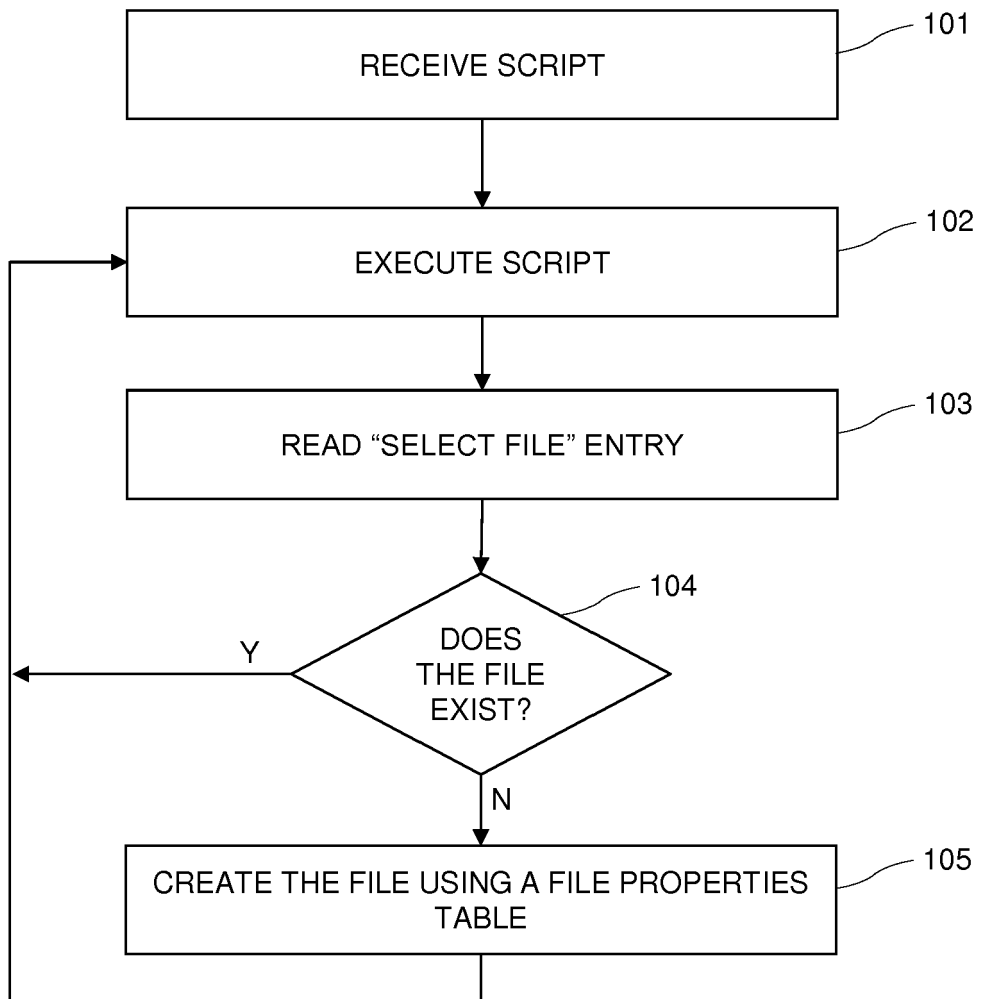 101
RECEIVE SCRIPT
102
EXECUTE SCRIPT
103
READ “SELECT FILE” ENTRY
104
DOES
THE FILE
EXIST?
Y
N
105
CREATE THE FILE USING A FILE PROPERTIES
TABLE